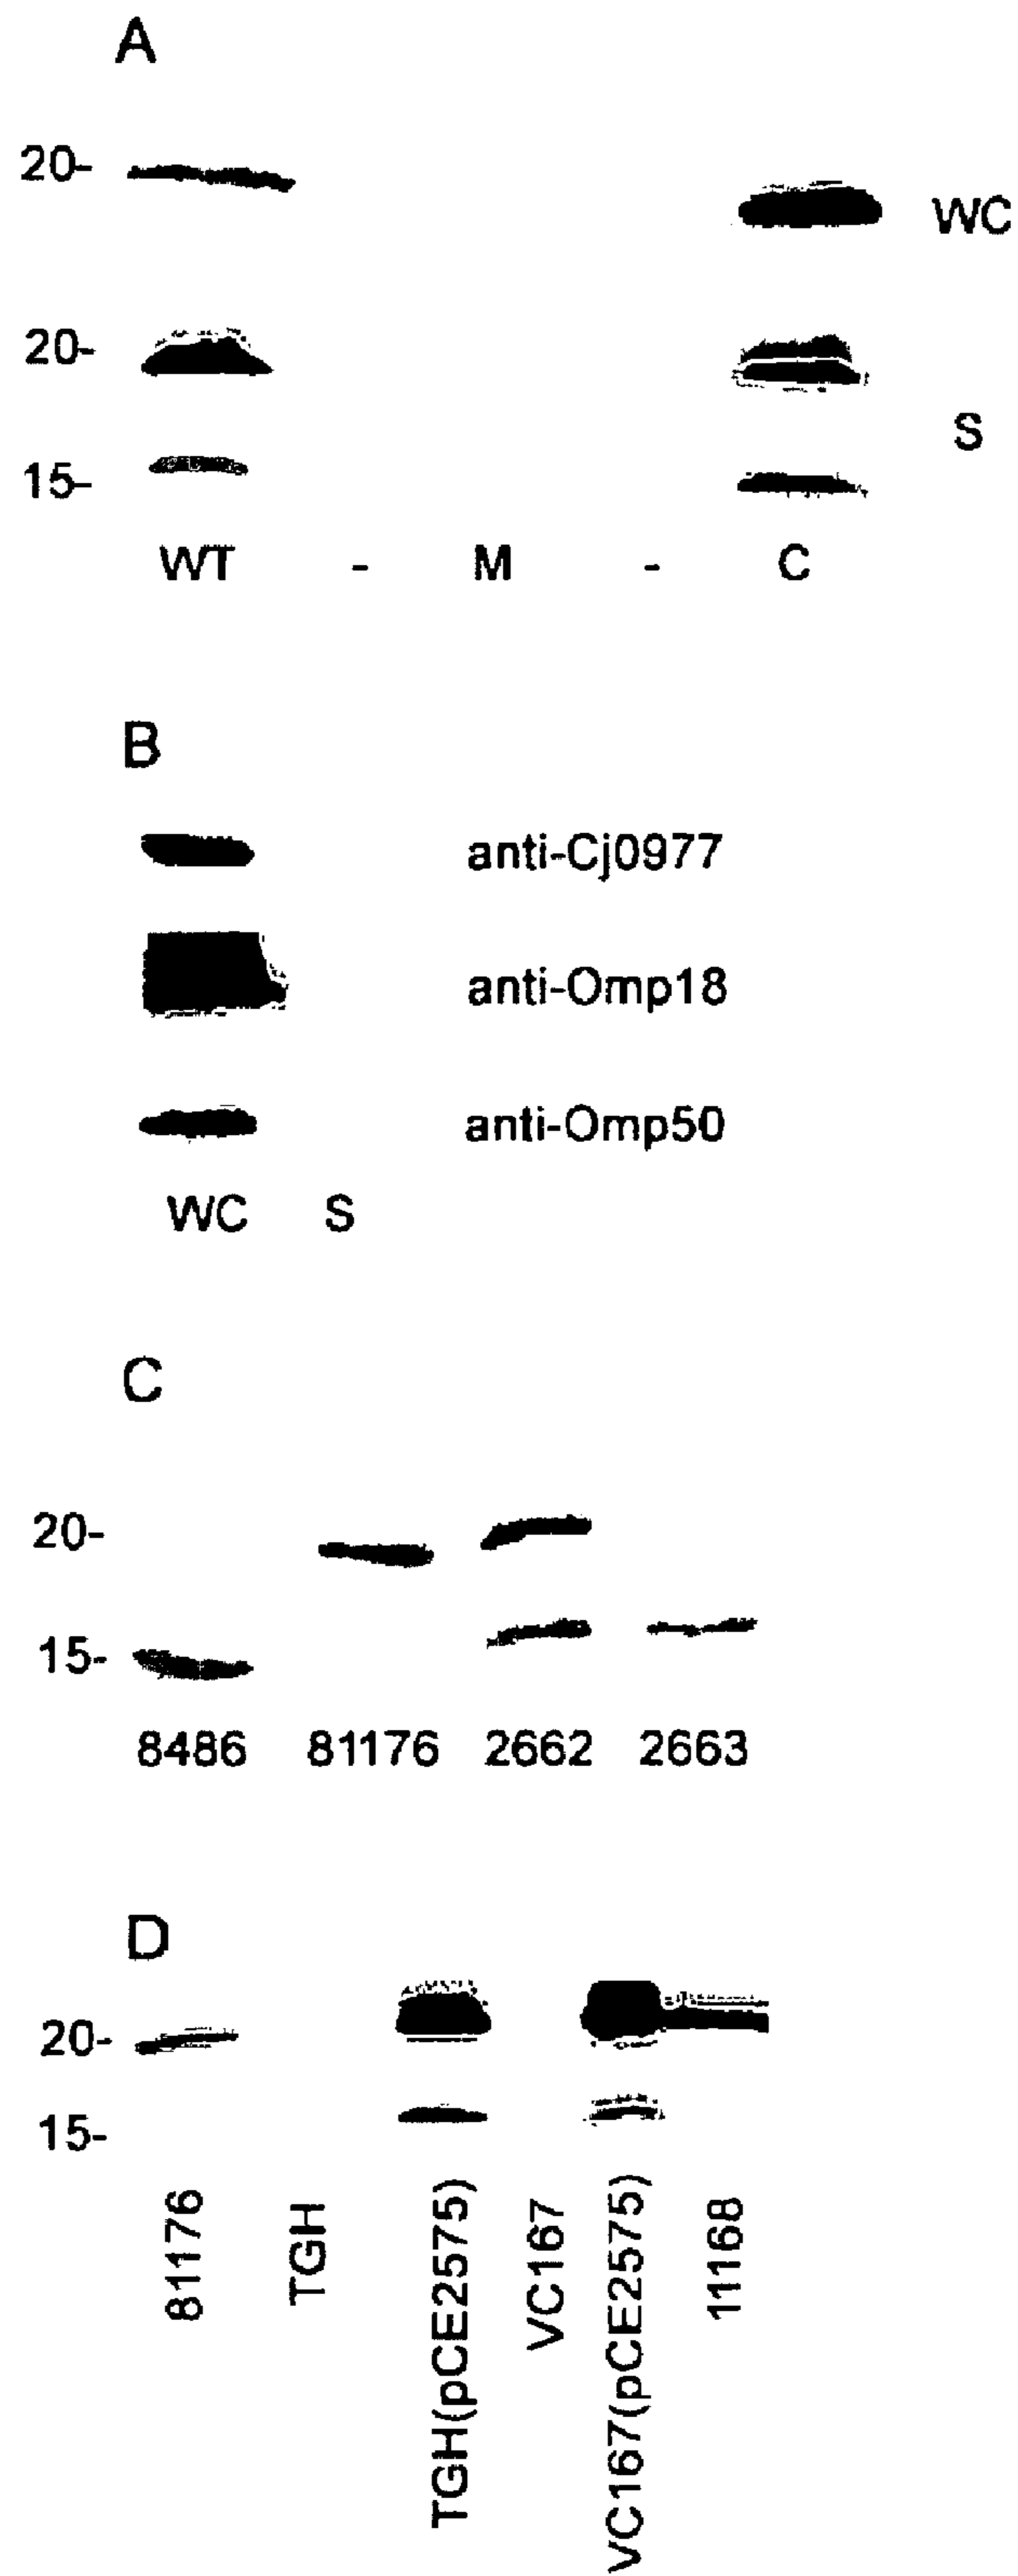 A
20-
WC
20-
S
15-
WT - M - C
B
anti-Cj0977
anti-Omp18
anti-Omp50
WC S
C
20-
15-
8486 81176 2662 2663
D
20-
15-
81176
TGH
TGH(pCE2575)
VC167
VC167(pCE2575)
11168